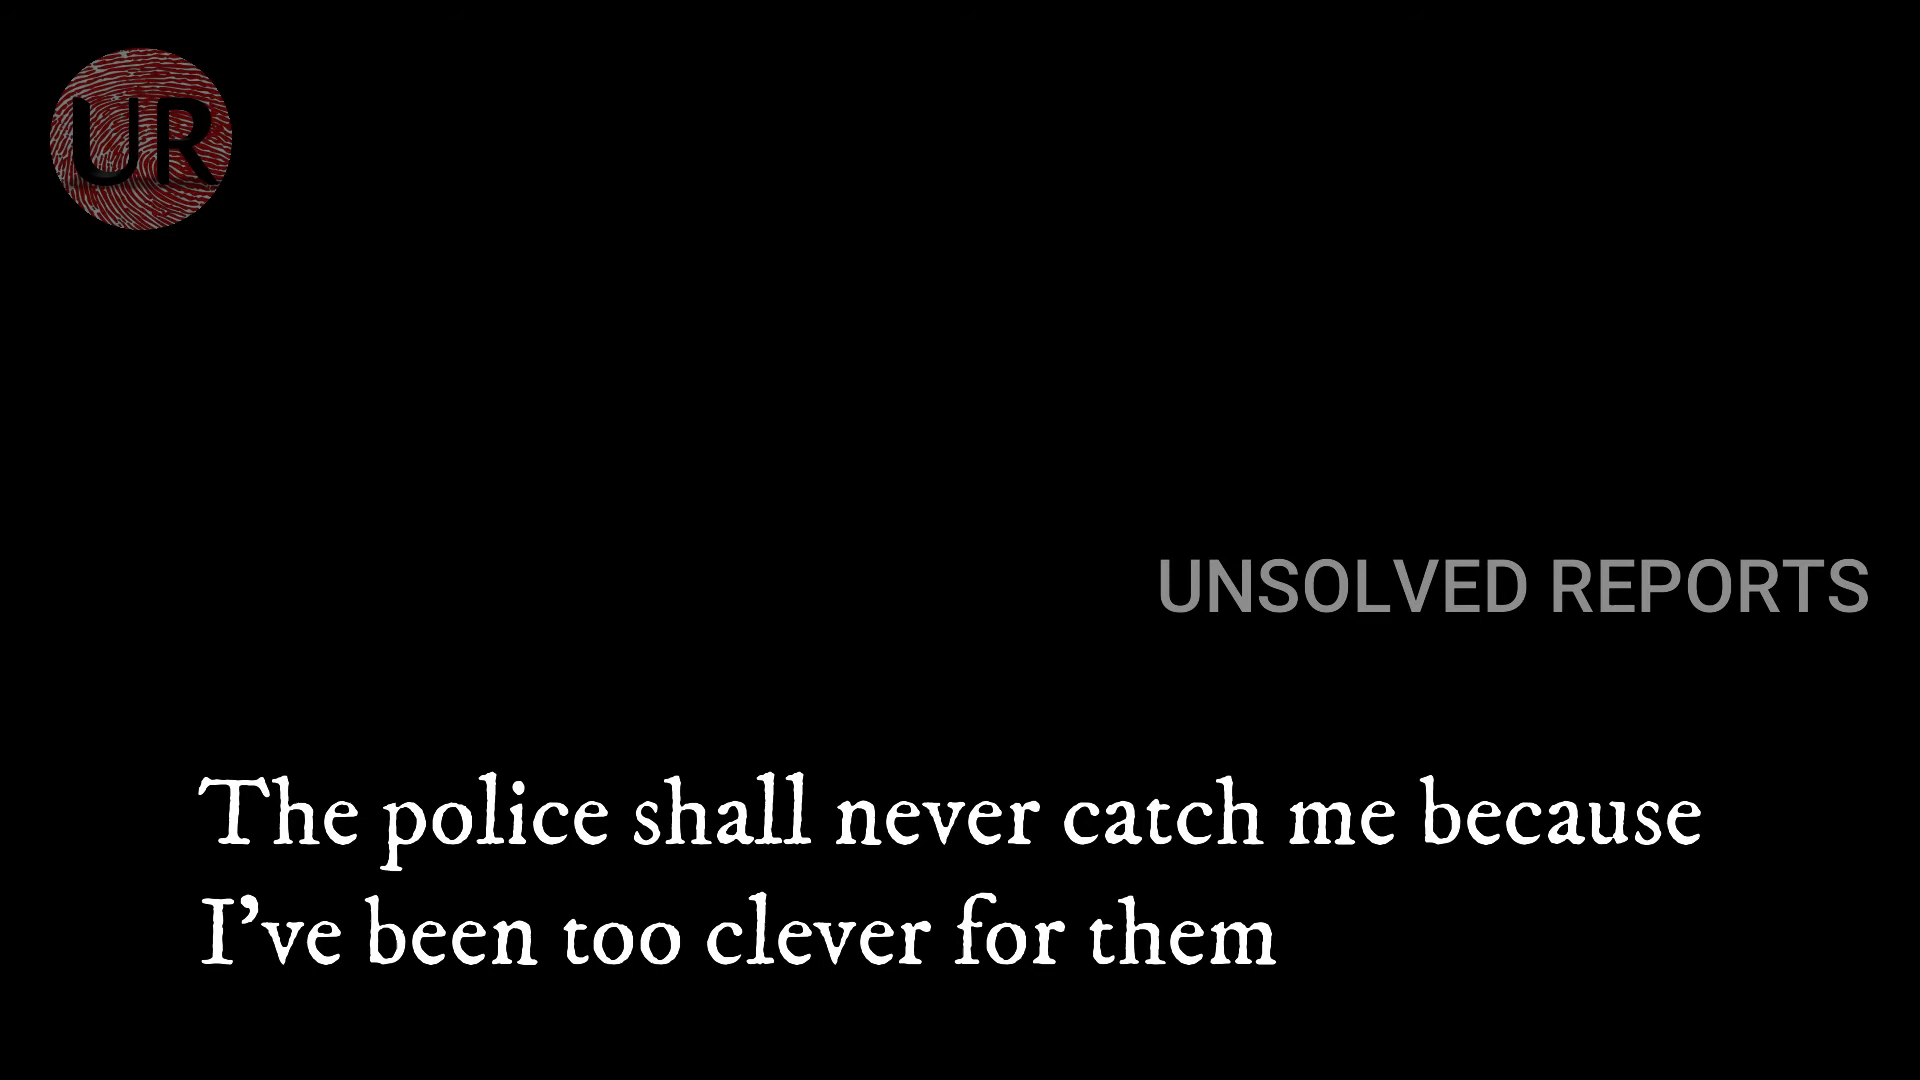 UR
UNSOLVED REPORTS
The police shall never catch me because
I’ve been too clever for them